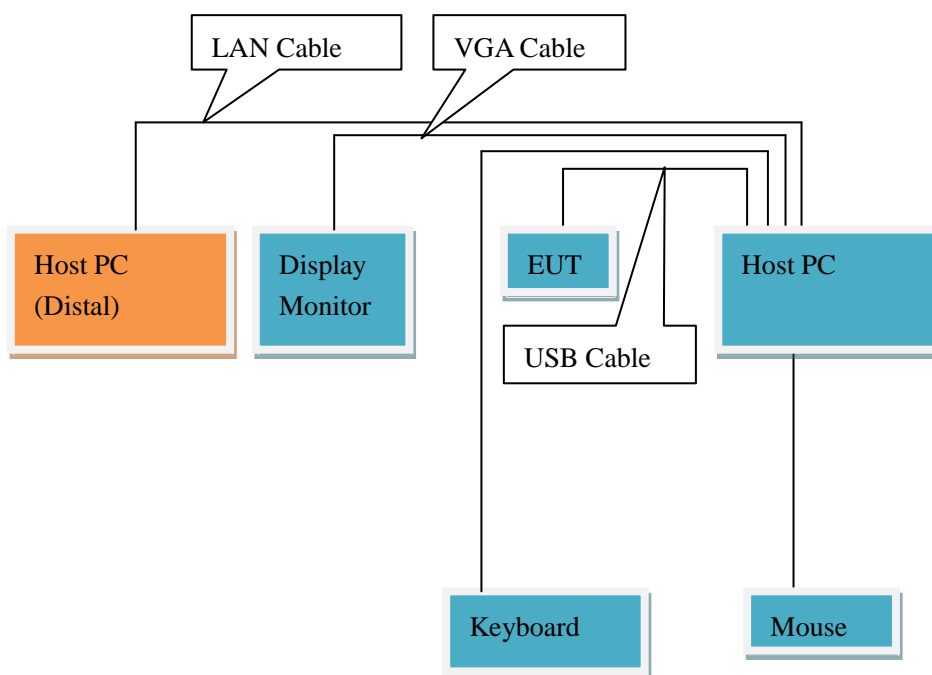 LAN Cable
VGA Cable
Host PC
(Distal)
Display
Monitor
EUT
Host PC
USB Cable
Keyboard
Mouse